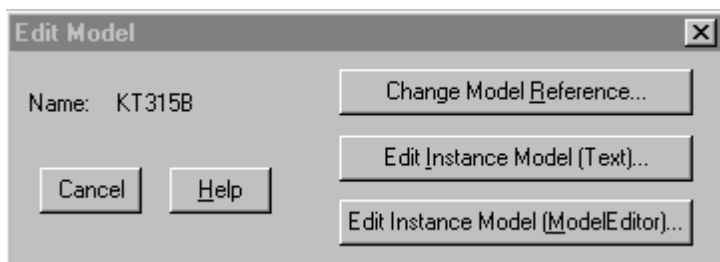 Edit Model
Name: KT315B
Change Model Reference...
Edit Instance Model (Text)...
Cancel Help
Edit Instance Model (ModelEditor)...